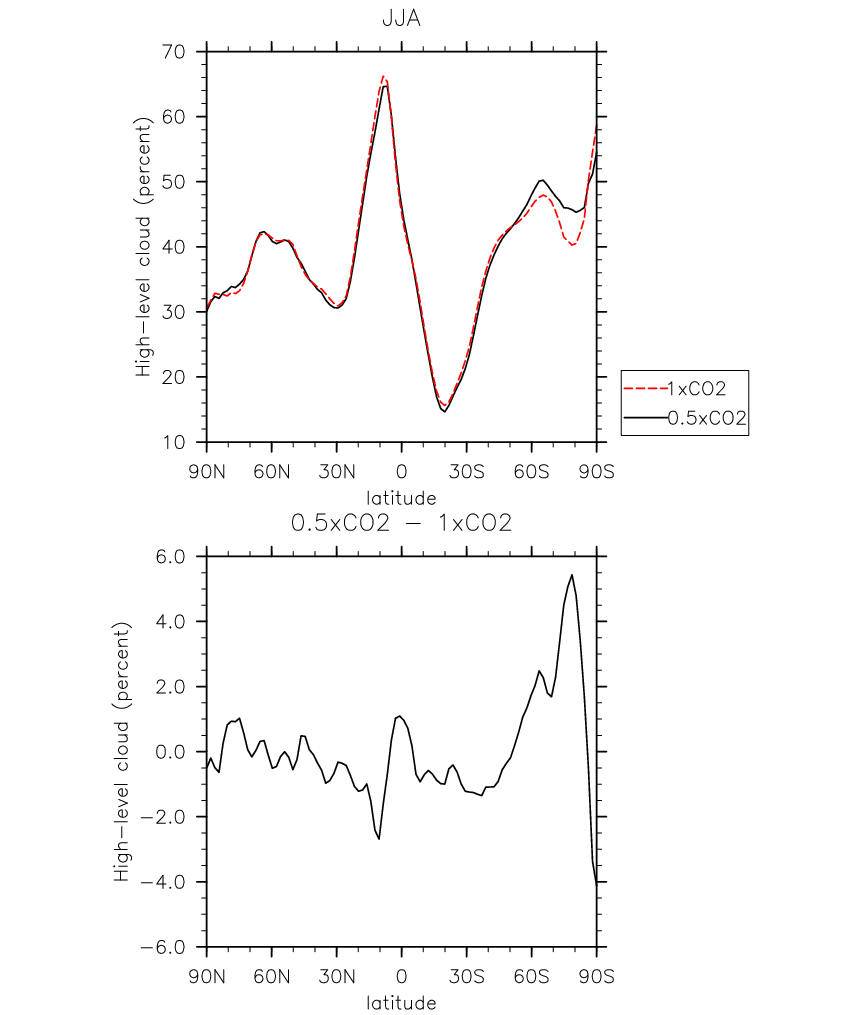 JJA
High-level cloud (percent)
70
60
50
40
30
20
10
90N 60N 30N 0 30S 60S 90S
latitude
1xCO2
0.5xCO2
0.5xCO2 - 1xCO2
High-level cloud (percent)
6.0
4.0
2.0
0.0
-2.0
-4.0
-6.0
90N 60N 30N 0 30S 60S 90S
latitude